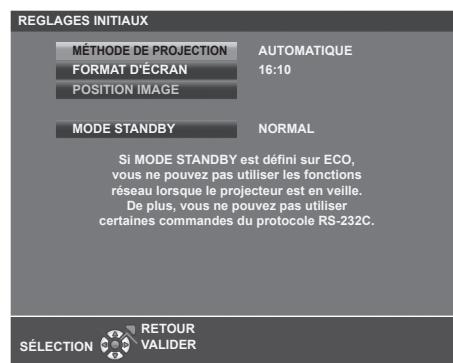 REGLAGES INITIAUX
MÉTHODE DE PROJECTION AUTOMATIQUE
FORMAT D'ÉCRAN 16:10
POSITION IMAGE
MODE STANDBY NORMAL
Si MODE STANDBY est défini sur ECO,
vous ne pouvez pas utiliser les fonctions
réseau lorsque le projecteur est en veille.
De plus, vous ne pouvez pas utiliser
certaines commandes du protocole RS-232C.
RETOUR
SÉLECTION VALIDER